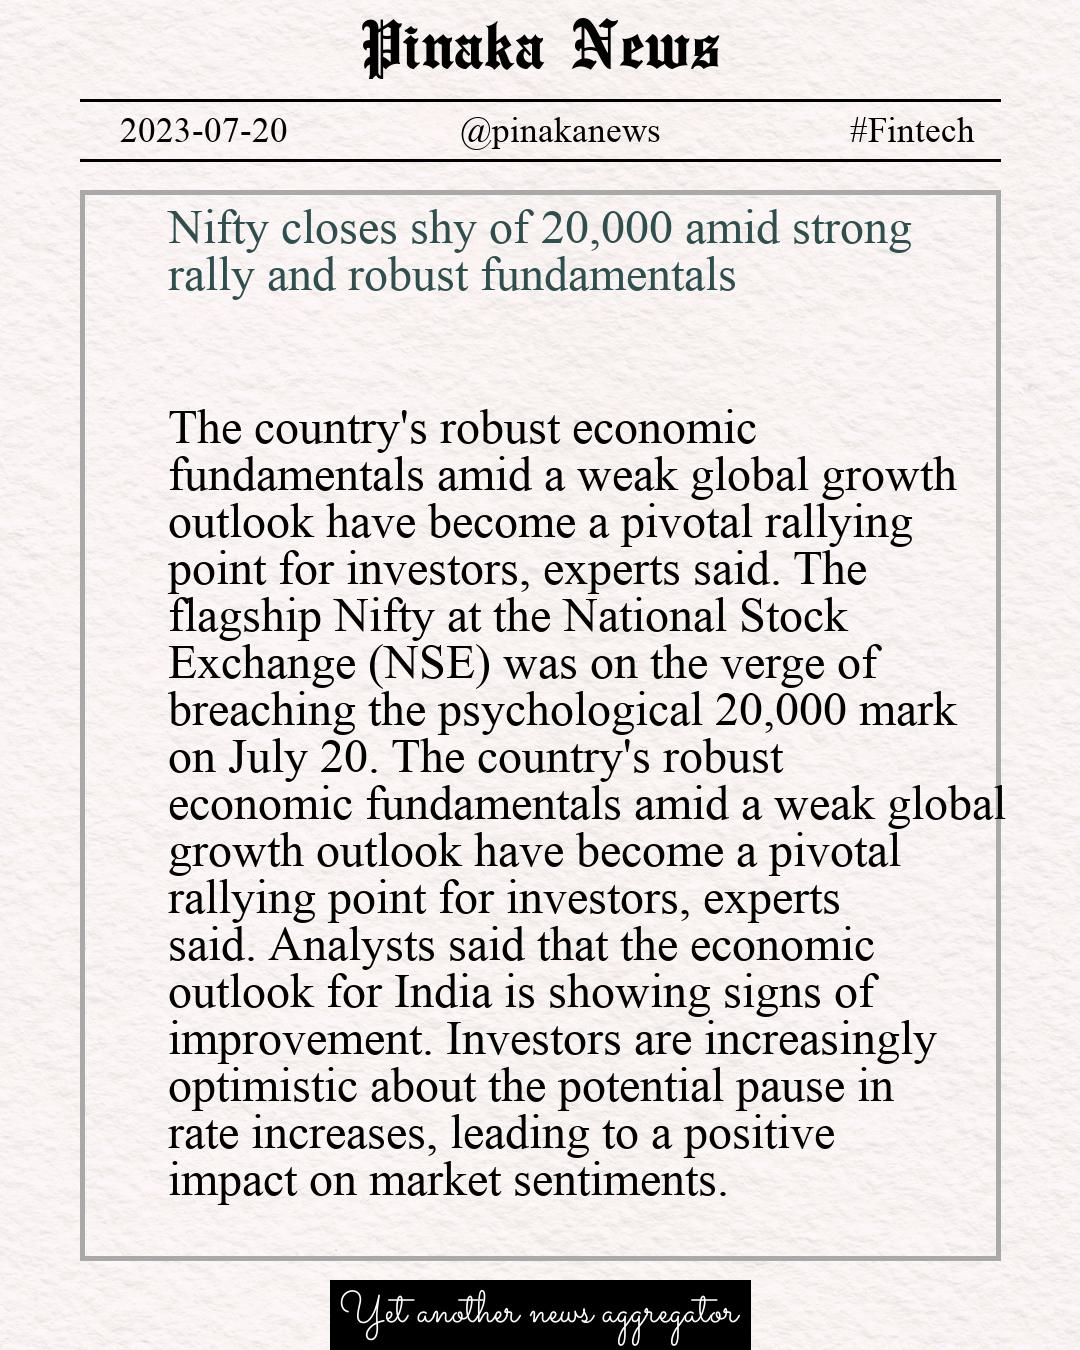 Pinaka News
2023-07-20 @pinakanews #Fintech
Nifty closes shy of 20,000 amid strong
rally and robust fundamentals
The country's robust economic
fundamentals amid a weak global growth
outlook have become a pivotal rallying
point for investors, experts said. The
flagship Nifty at the National Stock
Exchange (NSE) was on the verge of
breaching the psychological 20,000 mark
on July 20. The country's robust
economic fundamentals amid a weak global
growth outlook have become a pivotal
rallying point for investors, experts
said. Analysts said that the economic
outlook for India is showing signs of
improvement. Investors are increasingly
optimistic about the potential pause in
rate increases, leading to a positive
impact on market sentiments.
Yet another news aggregator